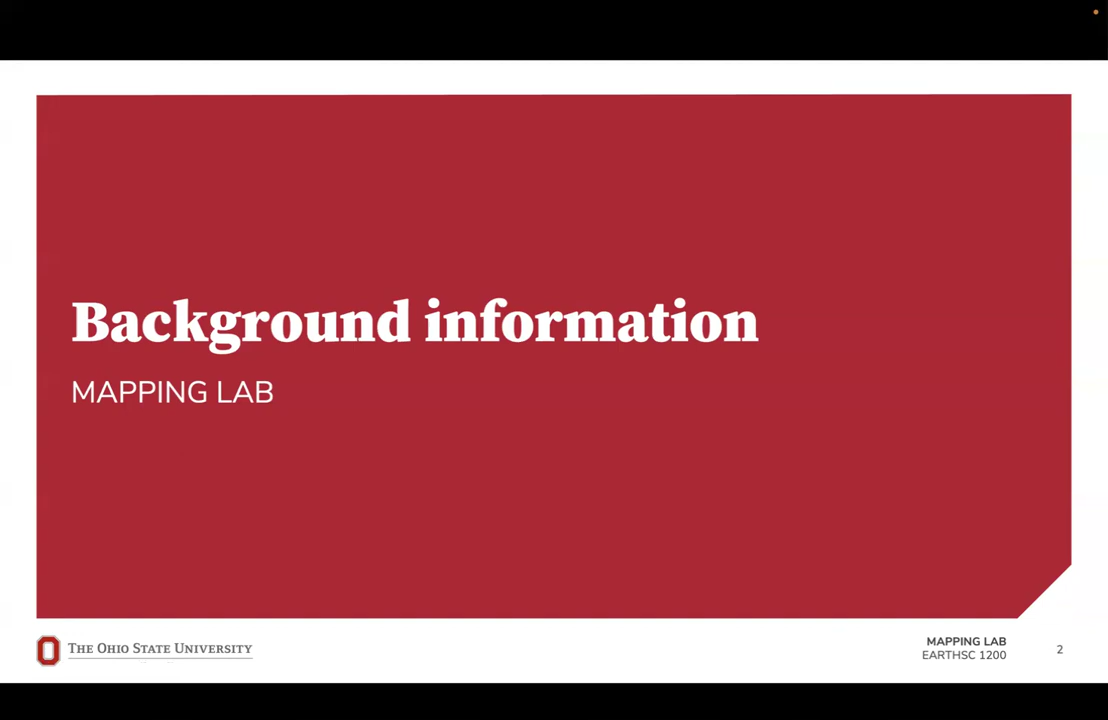 Background information
MAPPING LAB
THE OHIO STATE UNIVERSITY
MAPPING LAB
EARTHSC 1200
2